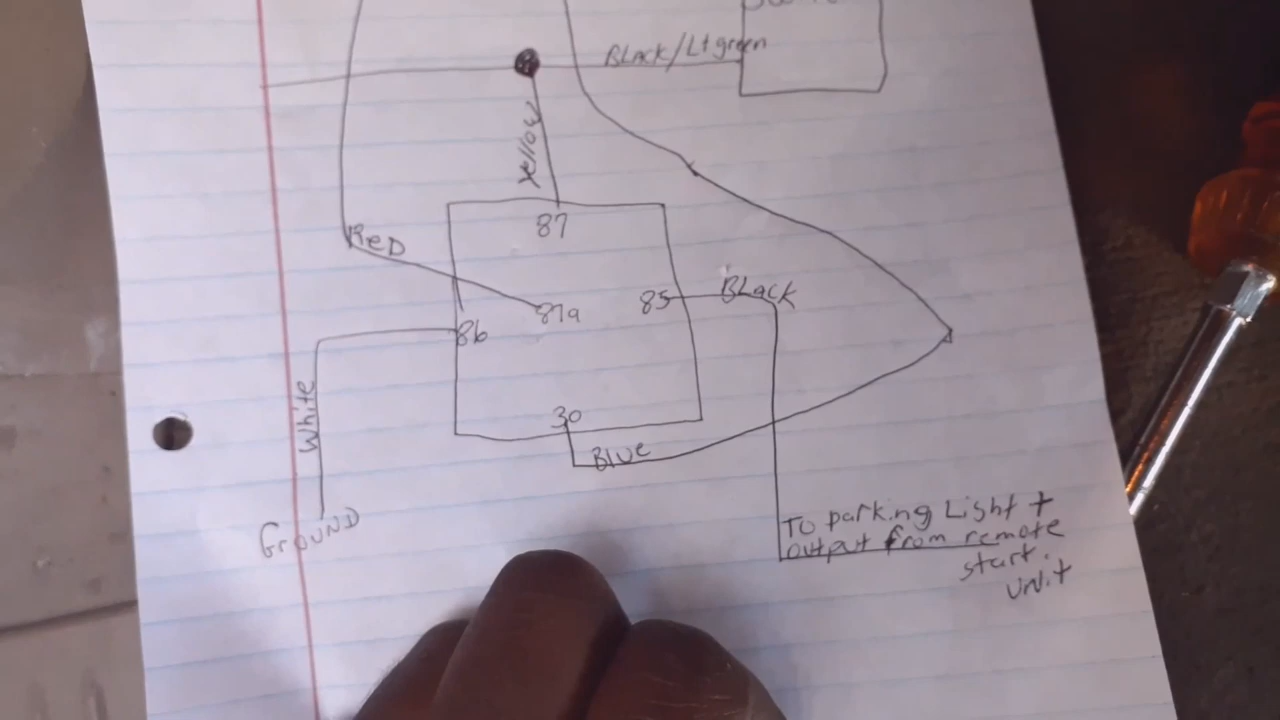 Black/Lt green
Yellow
87
Red
87a
85
Black
86
White
30
Blue
Ground
To parking Light +
output from remote
start
unit